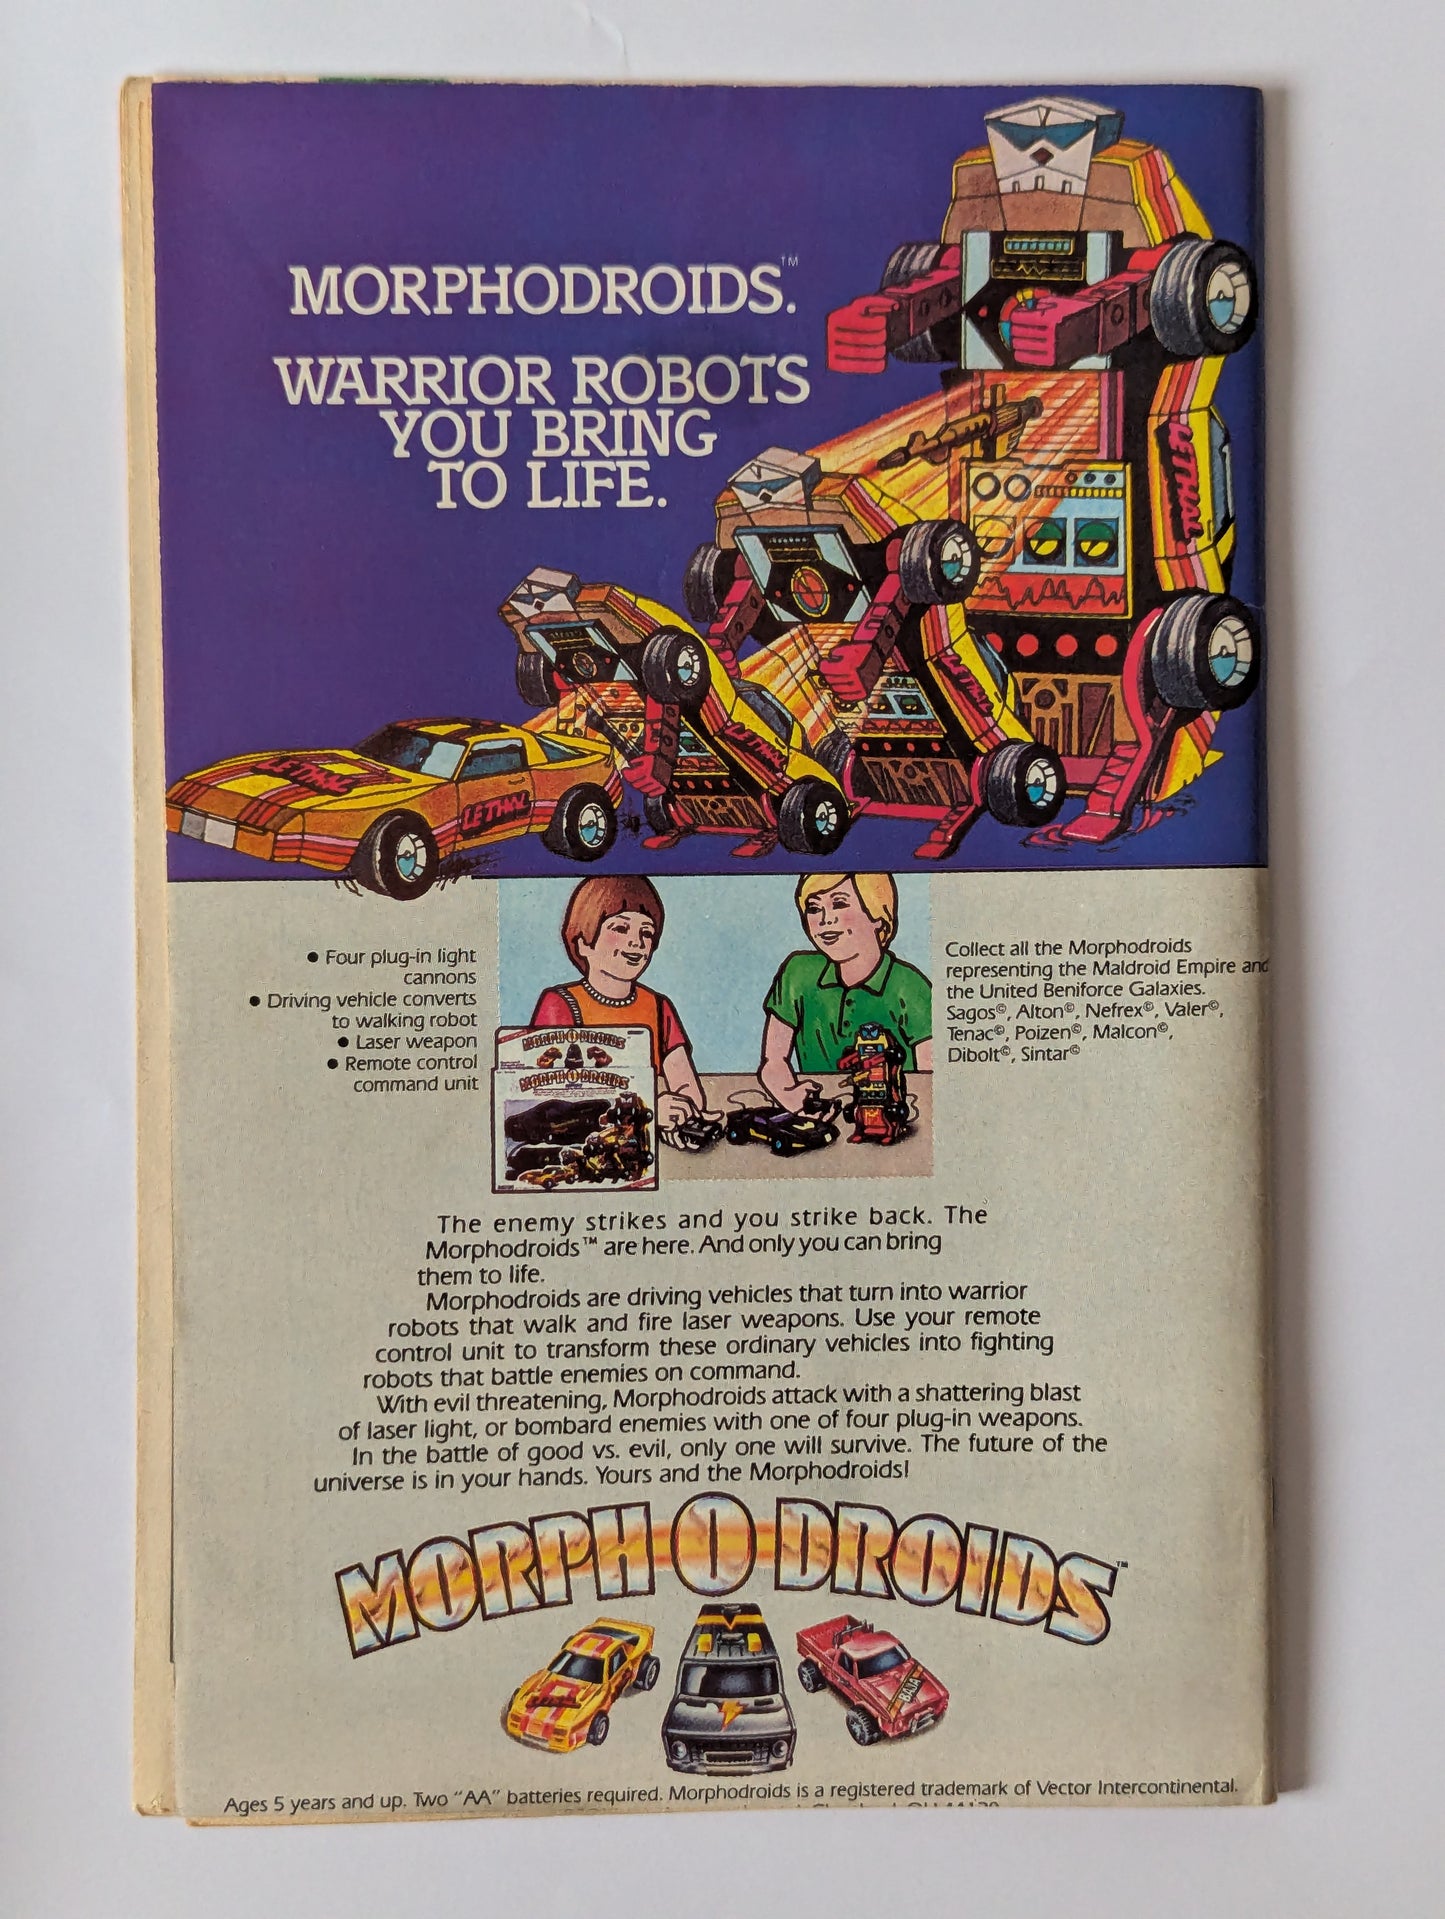 MORPHODROIDS.™
WARRIOR ROBOTS
YOU BRING
TO LIFE.
LETHAL
LETHAL
LETHAL
LETHAL
LETHAL
• Four plug-in light
cannons
• Driving vehicle converts
to walking robot
• Laser weapon
• Remote control
command unit
MORPH-O-DROIDS
MORPH-O-DROIDS
Collect all the Morphodroids
representing the Maldroid Empire and
the United Beniforce Galaxies.
Sagos©, Alton©, Nefrex©, Valer©,
Tenac©, Poizen©, Malcon©,
Dibolt©, Sintar©
The enemy strikes and you strike back. The
Morphodroids™ are here. And only you can bring
them to life.
Morphodroids are driving vehicles that turn into warrior
robots that walk and fire laser weapons. Use your remote
control unit to transform these ordinary vehicles into fighting
robots that battle enemies on command.
With evil threatening, Morphodroids attack with a shattering blast
of laser light, or bombard enemies with one of four plug-in weapons.
In the battle of good vs. evil, only one will survive. The future of the
universe is in your hands. Yours and the Morphodroids!
MORPH O DROIDS™
BAJA
Ages 5 years and up. Two "AA" batteries required. Morphodroids is a registered trademark of Vector Intercontinental.